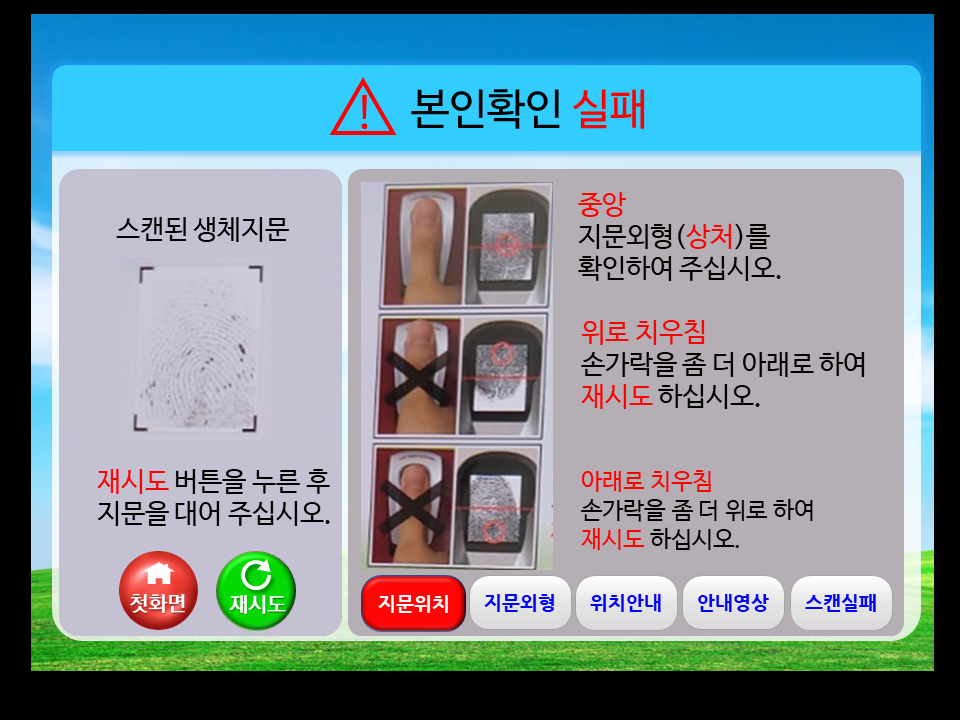 본인확인 실패
스캔된 생체지문
재시도 버튼을 누른 후
지문을 대어 주십시오.
첫화면
재시도
중앙
지문외형(상처)를
확인하여 주십시오.
위로 치우침
손가락을 좀 더 아래로 하여
재시도 하십시오.
아래로 치우침
손가락을 좀 더 위로 하여
재시도 하십시오.
지문위치
지문외형
위치안내
안내영상
스캔실패